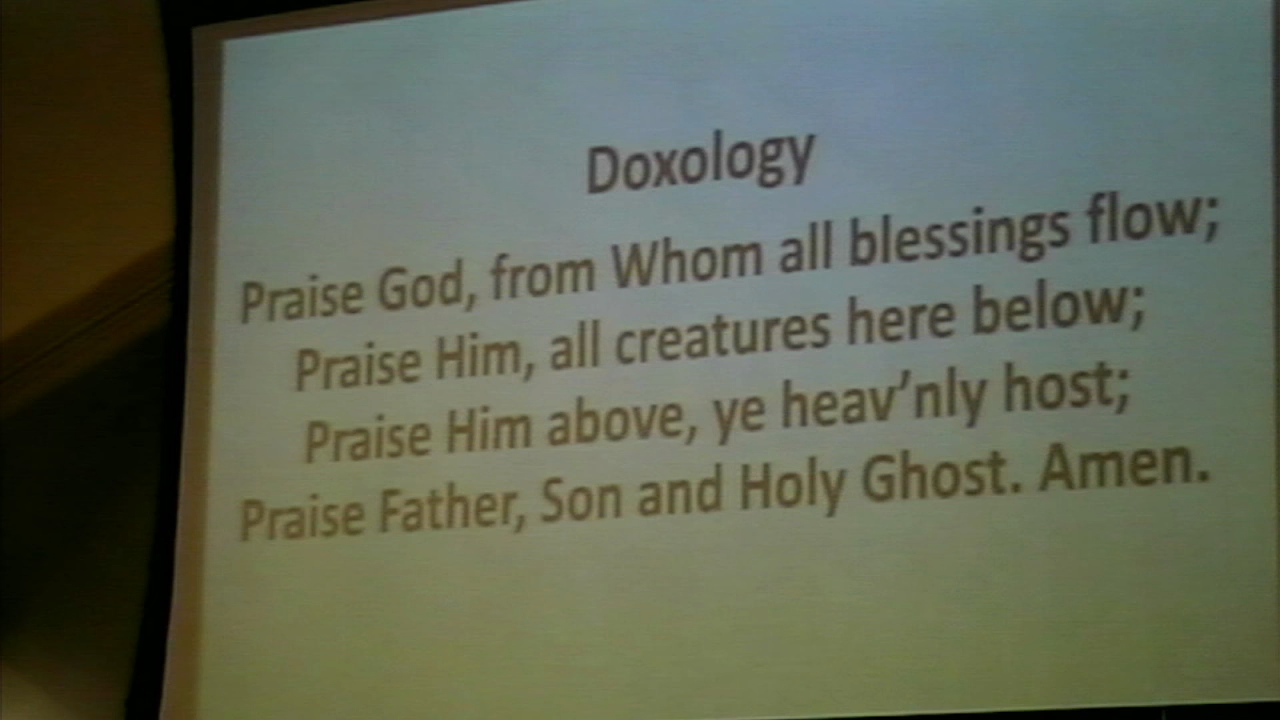 Doxology
Praise God, from Whom all blessings flow;
Praise Him, all creatures here below;
Praise Him above, ye heav’nly host;
Praise Father, Son and Holy Ghost. Amen.